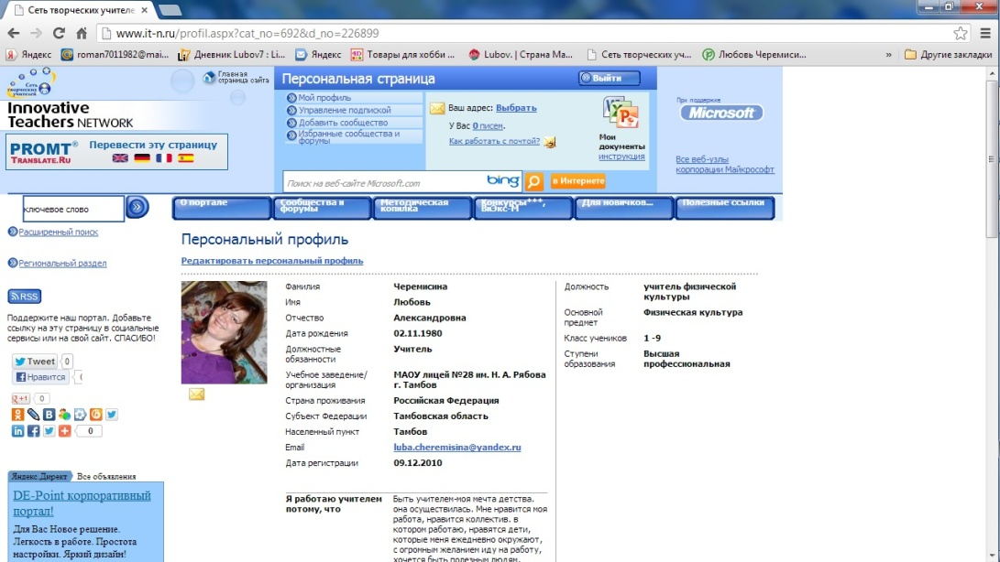 Сеть творческих учителе
www.it-n.ru/profil.aspx?cat_no=692&d_no=226899
Яндекс
roman7011982@mai...
Дневник Lubov7 : Li...
Яндекс
Товары для хобби ...
Lubov. | Страна Ма...
Сеть творческих уч...
Любовь Черемиси...
»
Другие закладки
Сеть творческих учителей
Главная
страница сайта
Innovative
Teachers NETWORK
PROMT®
TRANSLATE.RU
Перевести эту страницу
Персональная страница
Выйти
Мой профиль
Управление подпиской
Добавить сообщество
Избранные сообщества и
форумы
Ваш адрес: Выбрать
У Вас 0 писем.
Как работать с почтой?
Мои
документы
инструкция
При поддержке
Microsoft
Все веб-узлы
корпорации Майкрософт
Поиск на веб-сайте Microsoft.com
bing
в Интернете
ключевое слово
О портале
Сообщества и
форумы
Методическая
копилка
Конкурсы***,
ВиЭкс-М
Для новичков...
Полезные ссылки
Расширенный поиск
Региональный раздел
RSS
Поддержите наш портал. Добавьте
ссылку на эту страницу в социальные
сервисы или на свой сайт. СПАСИБО!
Tweet 0
Нравится
+1 0
0
Яндекс.Директ Все объявления
DE-Point корпоративный
портал!
Для Вас Новое решение.
Легкость в работе. Простота
настройки. Яркий дизайн!
Персональный профиль
Редактировать персональный профиль
Фамилия Черемисина
Имя Любовь
Отчество Александровна
Дата рождения 02.11.1980
Должностные
обязанности
Учитель
Учебное заведение/
организация
МАОУ лицей №28 им. Н. А. Рябова
г. Тамбов
Страна проживания Российская Федерация
Субъект Федерации Тамбовская область
Населенный пункт Тамбов
Email luba.cheremisina@yandex.ru
Дата регистрации 09.12.2010
Я работаю учителем
потому, что
Быть учителем-моя мечта детства.
она осуществилась. Мне нравится моя
работа, нравится коллектив. в
котором работаю, нравятся дети,
которые меня ежедневно окружают,
с огромным желанием иду на работу,
хочется быть полезным людям.
Должность
учитель физической
культуры
Основной
предмет
Физическая культура
Класс учеников 1 -9
Ступени
образования
Высшая
профессиональная